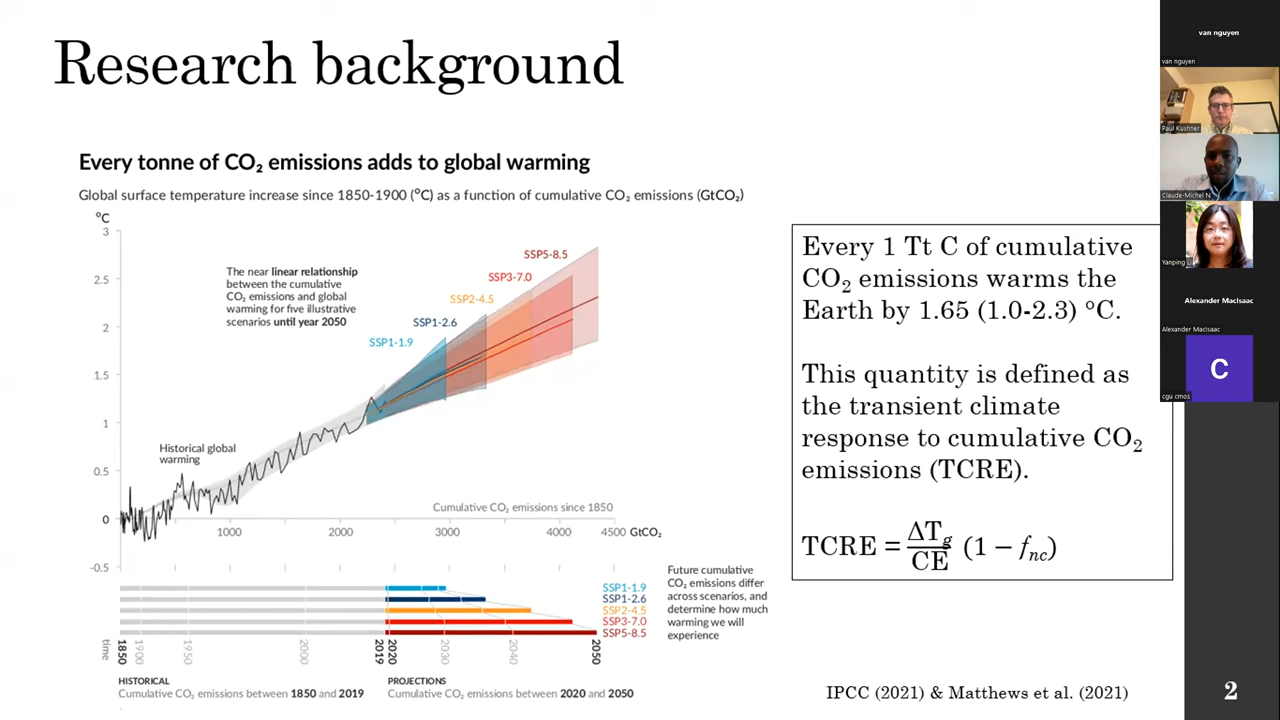 Research background
Every tonne of CO₂ emissions adds to global warming
Global surface temperature increase since 1850-1900 (°C) as a function of cumulative CO₂ emissions (GtCO₂)
°C
3
2.5
2
1.5
1
0.5
0
-0.5
The near linear relationship
between the cumulative
CO₂ emissions and global
warming for five illustrative
scenarios until year 2050
SSP5-8.5
SSP3-7.0
SSP2-4.5
SSP1-2.6
SSP1-1.9
Historical global
warming
Cumulative CO₂ emissions since 1850
1000
2000
3000
4000
4500 GtCO₂
SSP1-1.9
SSP1-2.6
SSP2-4.5
SSP3-7.0
SSP5-8.5
Future cumulative
CO₂ emissions differ
across scenarios, and
determine how much
warming we will
experience
time
1850
1900
1950
2000
2019
2020
2030
2040
2050
HISTORICAL
Cumulative CO₂ emissions between 1850 and 2019
PROJECTIONS
Cumulative CO₂ emissions between 2020 and 2050
Every 1 Tt C of cumulative
CO₂ emissions warms the
Earth by 1.65 (1.0-2.3) °C.
This quantity is defined as
the transient climate
response to cumulative CO₂
emissions (TCRE).
TCRE = ΔTg/CE (1 − fnc)
IPCC (2021) & Matthews et al. (2021)
2
van nguyen
van nguyen
Paul Kushner
Claude-Michel N
Yanping L
Alexander MacIsaac
Alexander MacIsaac
C
cgu cmos